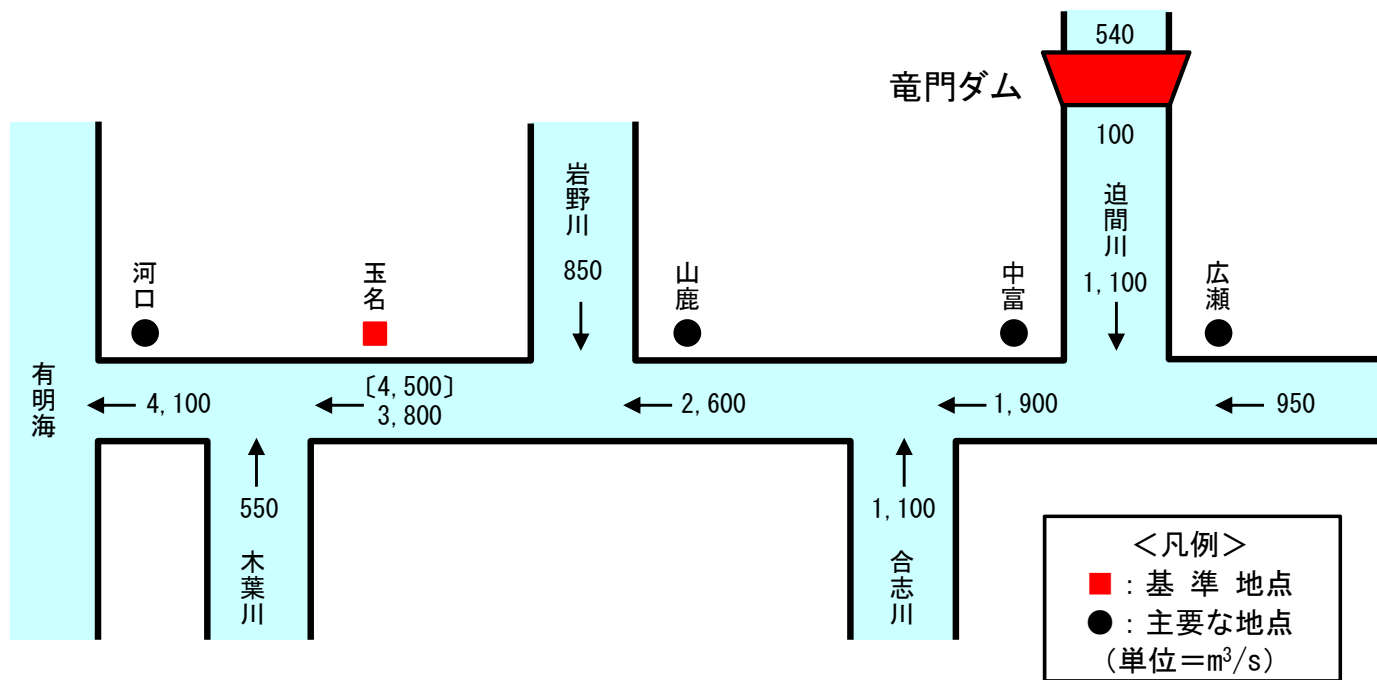 540
竜門ダム
100
岩野川
850
迫間川
1,100
河口
玉名
山鹿
中富
広瀬
有明海
4,100
〔4,500〕
3,800
2,600
1,900
950
550
木葉川
1,100
合志川
＜凡例＞
■：基 準 地点
●：主要な地点
（単位＝m³/s）